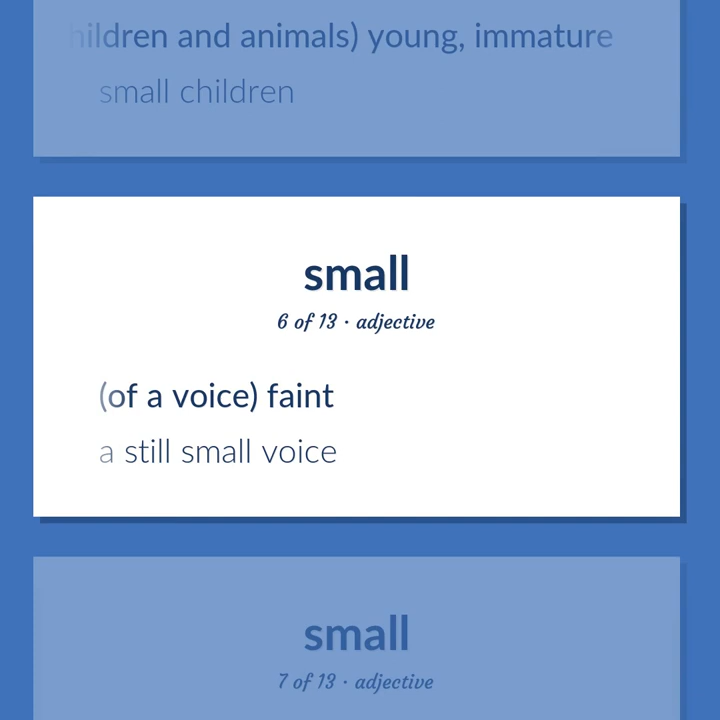 hildren and animals) young, immature
small children
small
6 of 13 · adjective
(of a voice) faint
a still small voice
small
7 of 13 · adjective